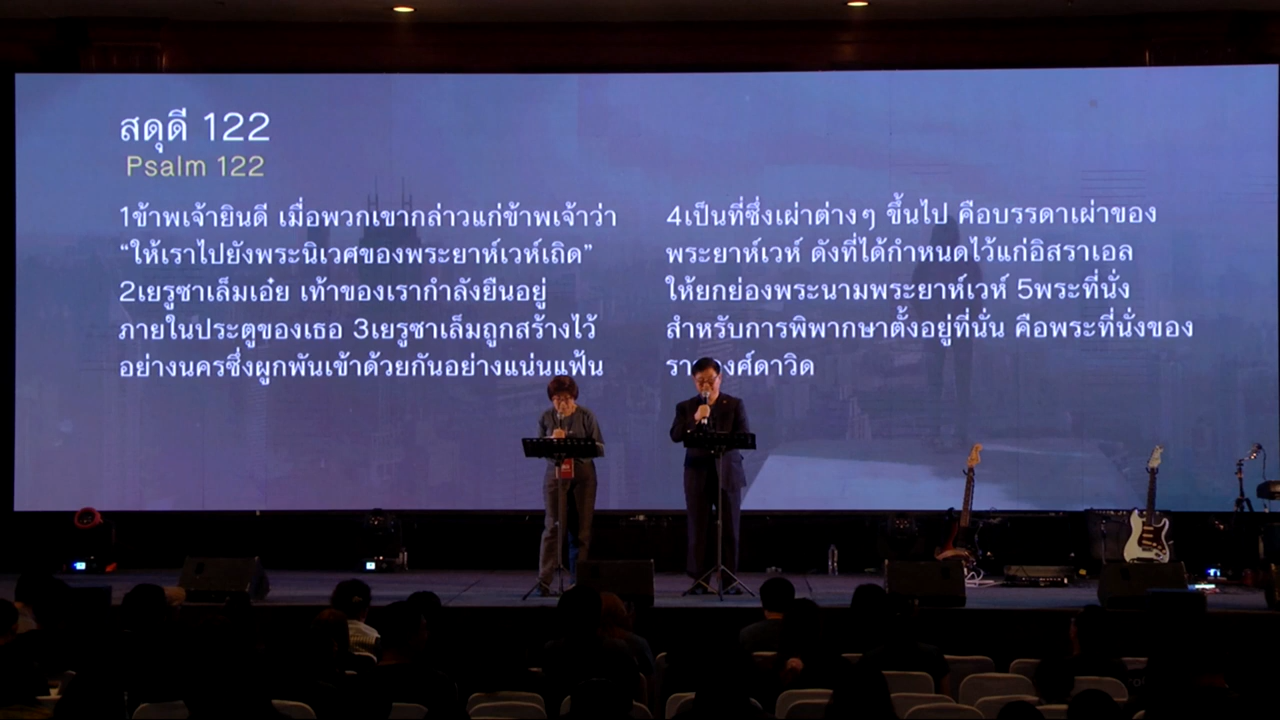 สดุดี 122
Psalm 122
1ข้าพเจ้ายินดี เมื่อพวกเขากล่าวแก่ข้าพเจ้าว่า
“ให้เราไปยังพระนิเวศของพระยาห์เวห์เถิด”
2เยรูซาเล็มเอ๋ย เท้าของเรากำลังยืนอยู่
ภายในประตูของเธอ 3เยรูซาเล็มถูกสร้างไว้
อย่างนครซึ่งผูกพันเข้าด้วยกันอย่างแน่นแฟ้น
4เป็นที่ซึ่งเผ่าต่างๆ ขึ้นไป คือบรรดาเผ่าของ
พระยาห์เวห์ ดังที่ได้กำหนดไว้แก่อิสราเอล
ให้ยกย่องพระนามพระยาห์เวห์ 5พระที่นั่ง
สำหรับการพิพากษาตั้งอยู่ที่นั่น คือพระที่นั่งของ
ดาวิด